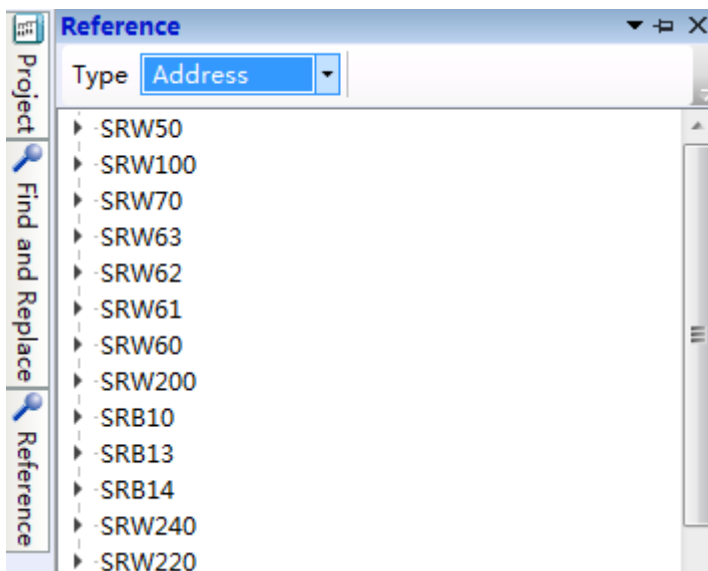 Reference
Type Address
SRW50
SRW100
SRW70
SRW63
SRW62
SRW61
SRW60
SRW200
SRB10
SRB13
SRB14
SRW240
SRW220
Project
Find and Replace
Reference